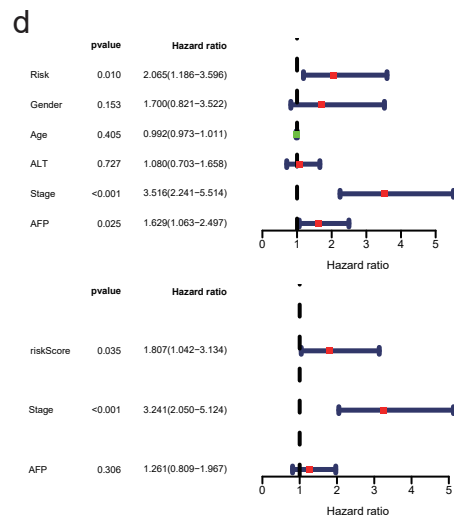 d
pvalue Hazard ratio
Risk 0.010 2.065(1.186−3.596)
Gender 0.153 1.700(0.821−3.522)
Age 0.405 0.992(0.973−1.011)
ALT 0.727 1.080(0.703−1.658)
Stage <0.001 3.516(2.241−5.514)
AFP 0.025 1.629(1.063−2.497)
0 1 2 3 4 5
Hazard ratio
pvalue Hazard ratio
riskScore 0.035 1.807(1.042−3.134)
Stage <0.001 3.241(2.050−5.124)
AFP 0.306 1.261(0.809−1.967)
0 1 2 3 4 5
Hazard ratio